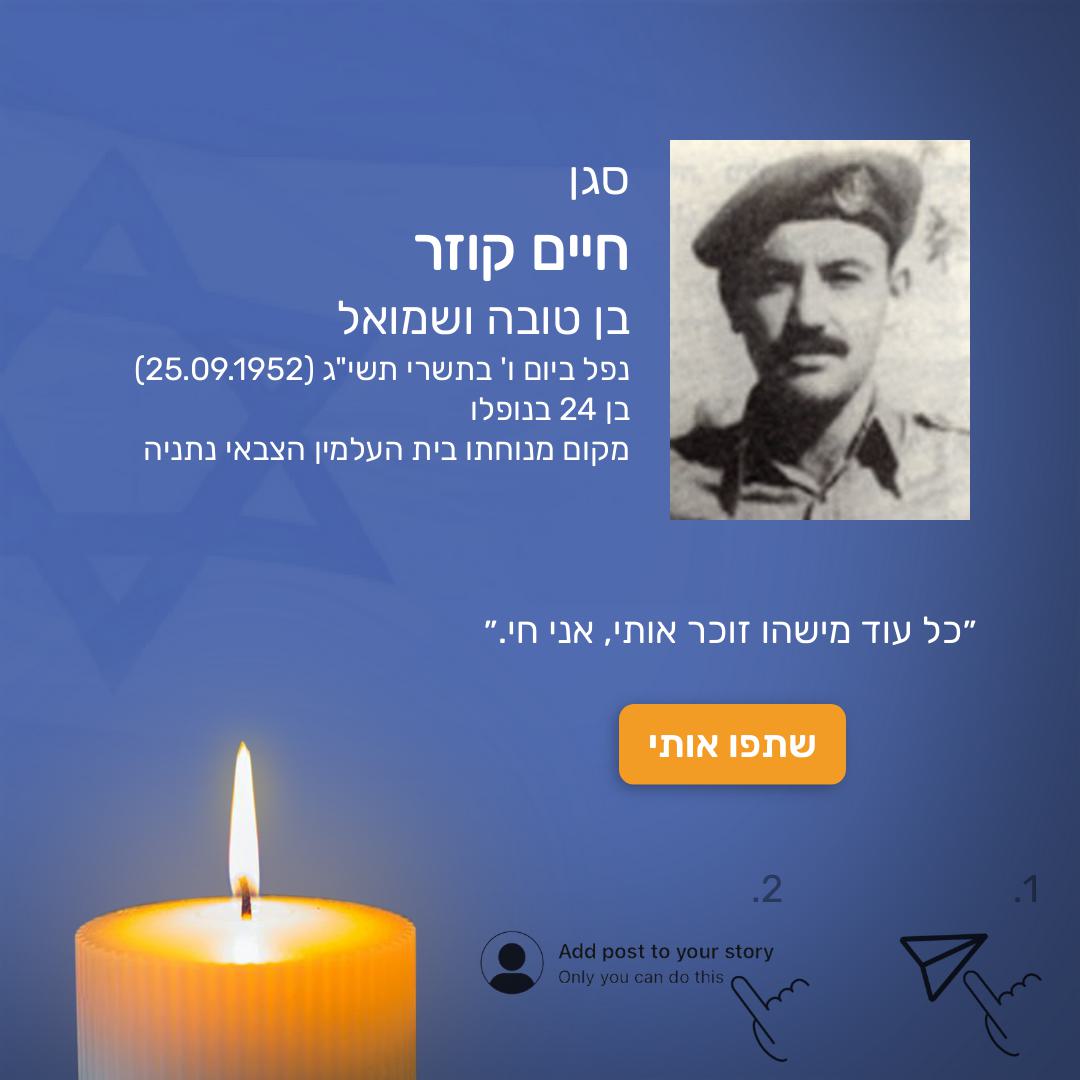 סגן
חיים קוזר
בן טובה ושמואל
נפל ביום ו' בתשרי תשי"ג (25.09.1952)
בן 24 בנופלו
מקום מנוחתו בית העלמין הצבאי נתניה
״כל עוד מישהו זוכר אותי, אני חי.״
שתפו אותי
1.
2.
Add post to your story
Only you can do this